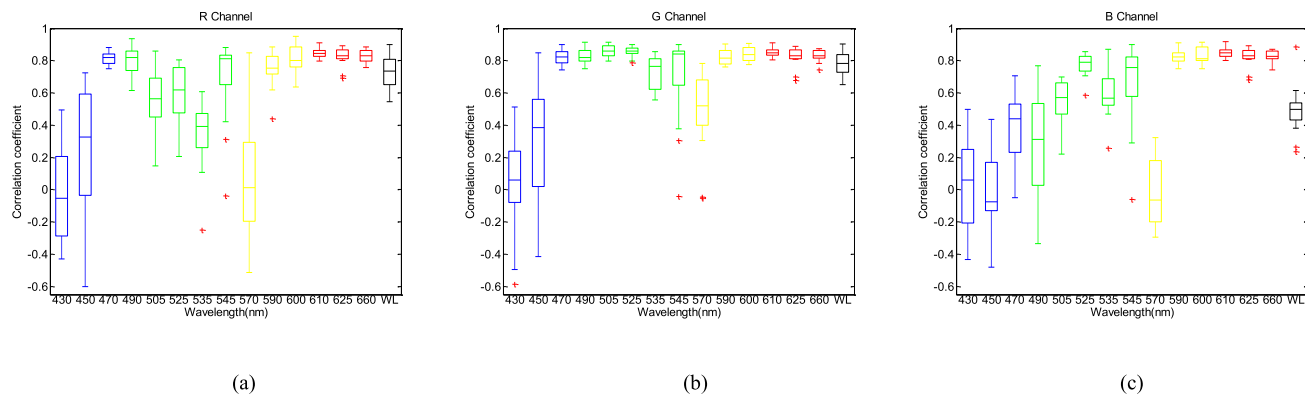 R Channel
1
0.8
0.6
0.4
0.2
0
-0.2
-0.4
-0.6
Correlation coefficient
430 450 470 490 505 525 535 545 570 590 600 610 625 660 WL
Wavelength(nm)
(a)
G Channel
1
0.8
0.6
0.4
0.2
0
-0.2
-0.4
-0.6
Correlation coefficient
430 450 470 490 505 525 535 545 570 590 600 610 625 660 WL
Wavelength(nm)
(b)
B Channel
1
0.8
0.6
0.4
0.2
0
-0.2
-0.4
-0.6
Correlation coefficient
430 450 470 490 505 525 535 545 570 590 600 610 625 660 WL
Wavelength(nm)
(c)